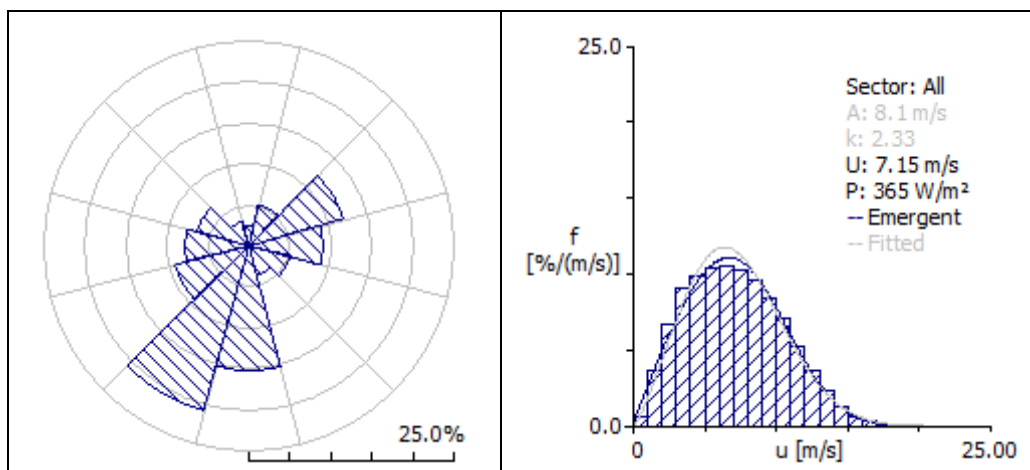 25.0%
25.0
Sector: All
A: 8.1 m/s
k: 2.33
U: 7.15 m/s
P: 365 W/m²
-- Emergent
-- Fitted
f
[%/(m/s)]
0.0
0
u [m/s]
25.00